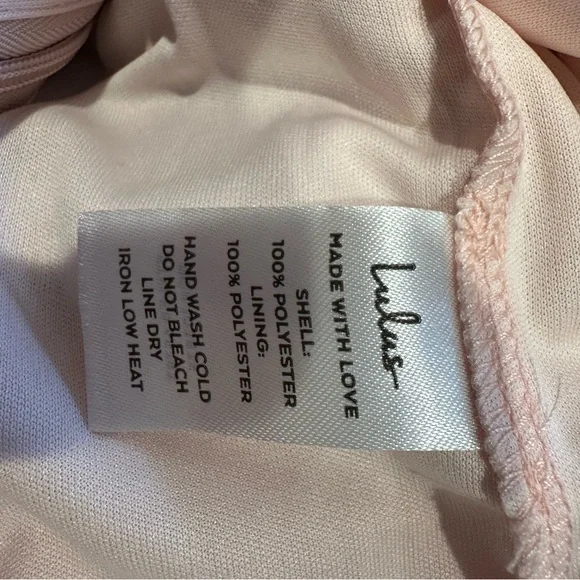 Lulus
MADE WITH LOVE
SHELL:
100% POLYESTER
LINING:
100% POLYESTER
HAND WASH COLD
DO NOT BLEACH
LINE DRY
IRON LOW HEAT